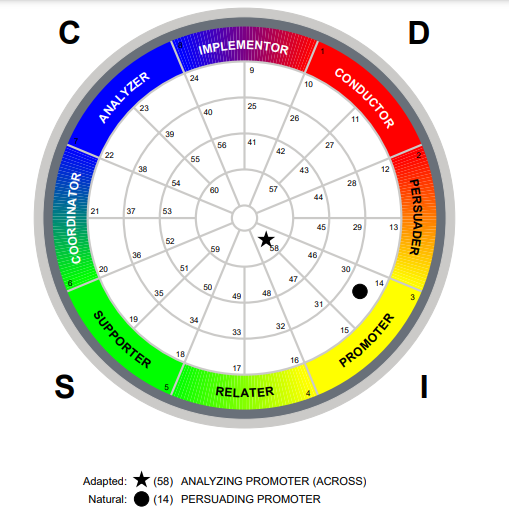 C D
IMPLEMENTOR
ANALYZER
CONDUCTOR
COORDINATOR
PERSUADER
SUPPORTER
PROMOTER
RELATER
1
2
3
4
5
6
24 9 10
23 40 25 26 11
39 56 41 42 27
22 38 55 43 28 12
54 60 57 44
21 37 53 45 29 13
52 59 58 46
20 36 51 50 49 48 47 30 14
35 34 33 32 31
19 18 17 16 15
S I
Adapted: ★ (58) ANALYZING PROMOTER (ACROSS)
Natural: ● (14) PERSUADING PROMOTER